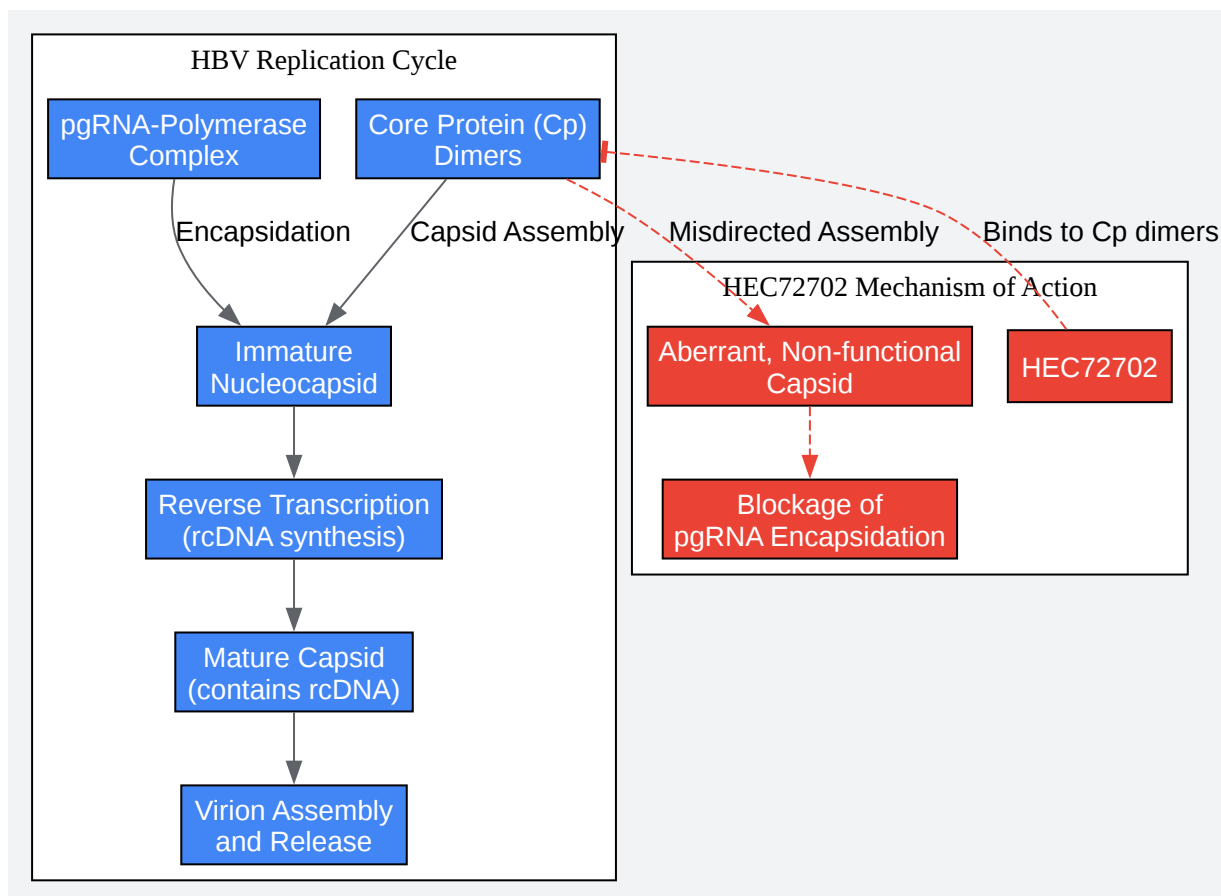 HBV Replication Cycle
pgRNA-Polymerase
Complex
Core Protein (Cp)
Dimers
Encapsidation
Capsid Assembly
Misdirected Assembly
Binds to Cp dimers
HEC72702 Mechanism of Action
Immature
Nucleocapsid
Aberrant, Non-functional
Capsid
HEC72702
Reverse Transcription
(rcDNA synthesis)
Blockage of
pgRNA Encapsidation
Mature Capsid
(contains rcDNA)
Virion Assembly
and Release